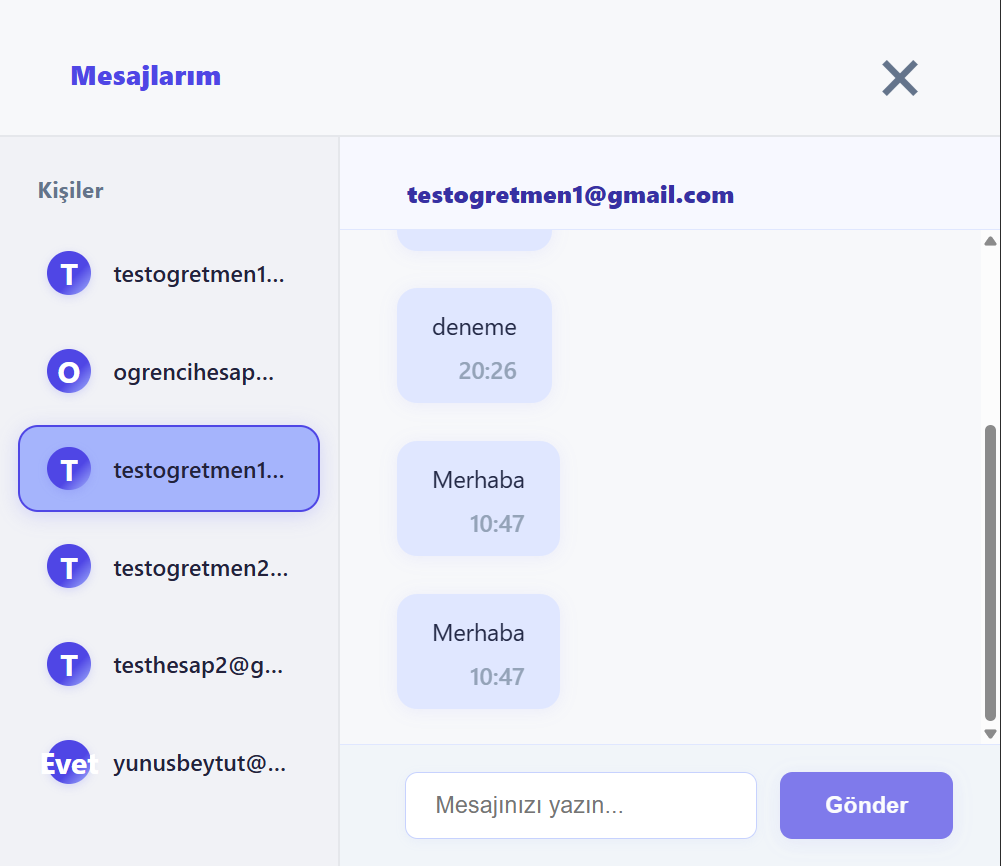 Mesajlarım
Kişiler
T testogretmen1...
O ogrencihesap...
T testogretmen1...
T testogretmen2...
T testhesap2@g...
Evet yunusbeytut@...
testogretmen1@gmail.com
deneme
20:26
Merhaba
10:47
Merhaba
10:47
Mesajınızı yazın...
Gönder